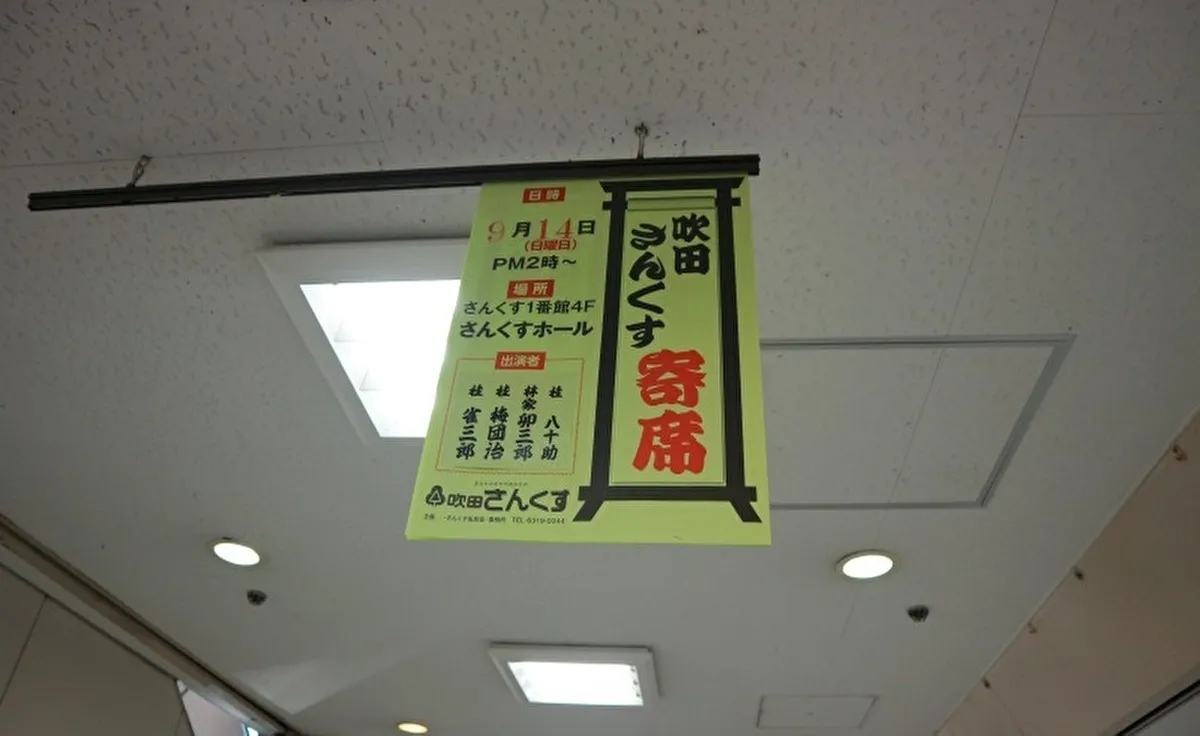 吹田
さんくす
寄席
日時
9月14日
(日曜日)
PM2時～
場所
さんくす1番館4F
さんくすホール
出演者
桂 八十助
林家 卯三郎
桂 梅団治
桂 雀三郎
吹田さんくす
TEL 6319-0344